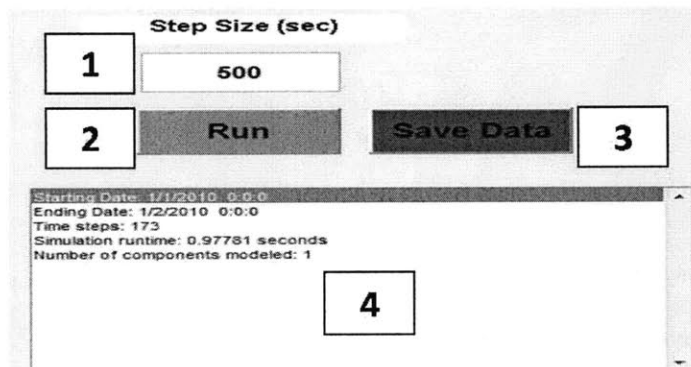 Step Size (sec)
1
500
2
Run
Save Data
3
Starting Date: 1/1/2010 0:0:0
Ending Date: 1/2/2010 0:0:0
Time steps: 173
Simulation runtime: 0.97781 seconds
Number of components modeled: 1
4